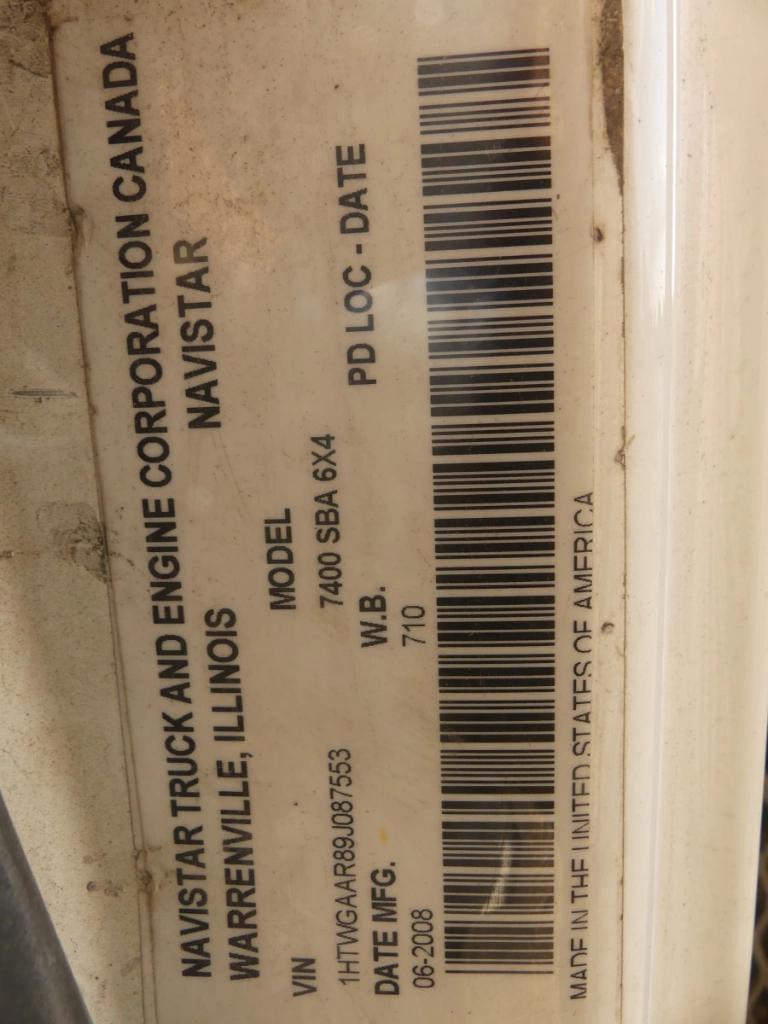 NAVISTAR TRUCK AND ENGINE CORPORATION CANADA
WARRENVILLE, ILLINOIS NAVISTAR
VIN MODEL
1HTWGAAR89J087553 7400 SBA 6X4
DATE MFG. W.B. PD LOC - DATE
06-2008 710
MADE IN THE UNITED STATES OF AMERICA